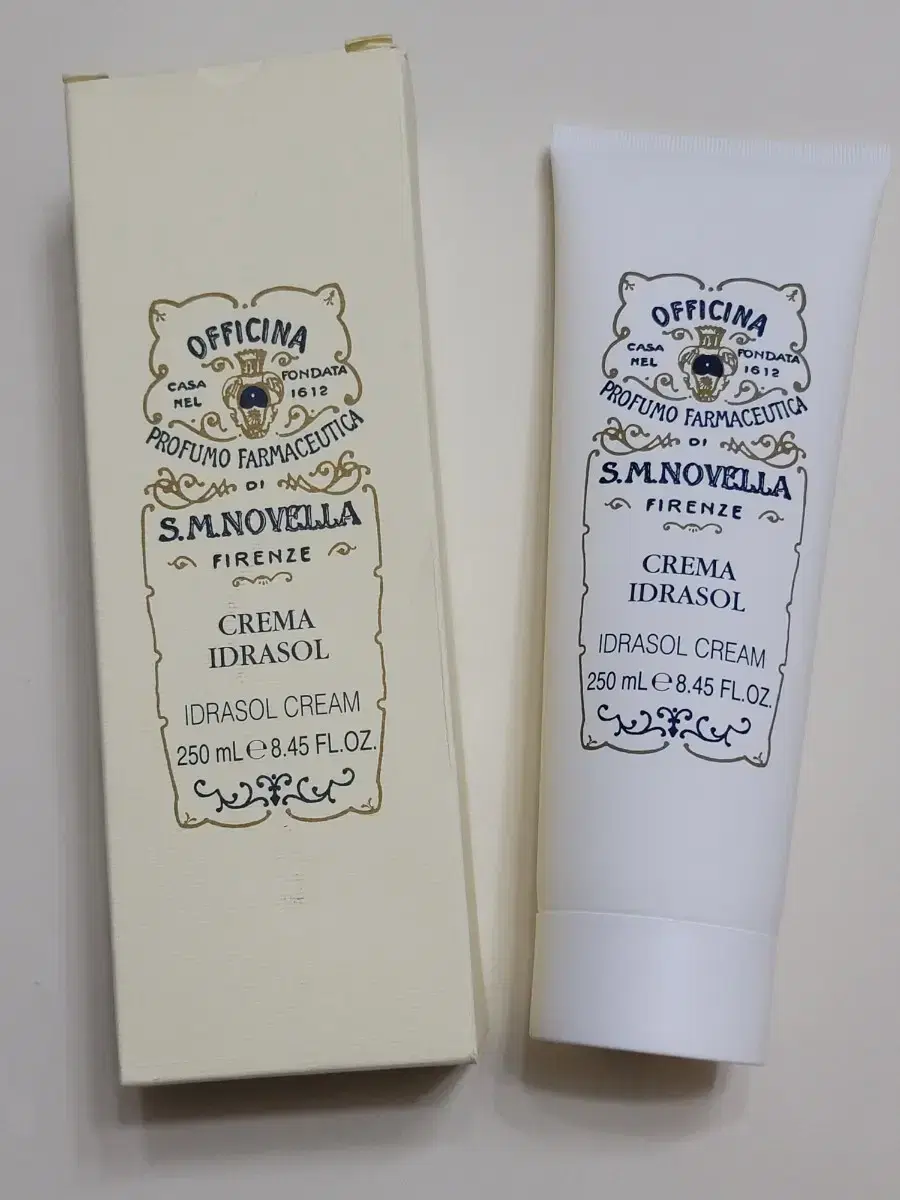 OFFICINA
CASA FONDATA
NEL 1612
PROFUMO FARMACEUTICA
DI
S.M.NOVELLA
FIRENZE
CREMA
IDRASOL
IDRASOL CREAM
250 mL℮8.45 FL.OZ.
OFFICINA
CASA FONDATA
NEL 1612
PROFUMO FARMACEUTICA
DI
S.M.NOVELLA
FIRENZE
CREMA
IDRASOL
IDRASOL CREAM
250 mL℮8.45 FL.OZ.